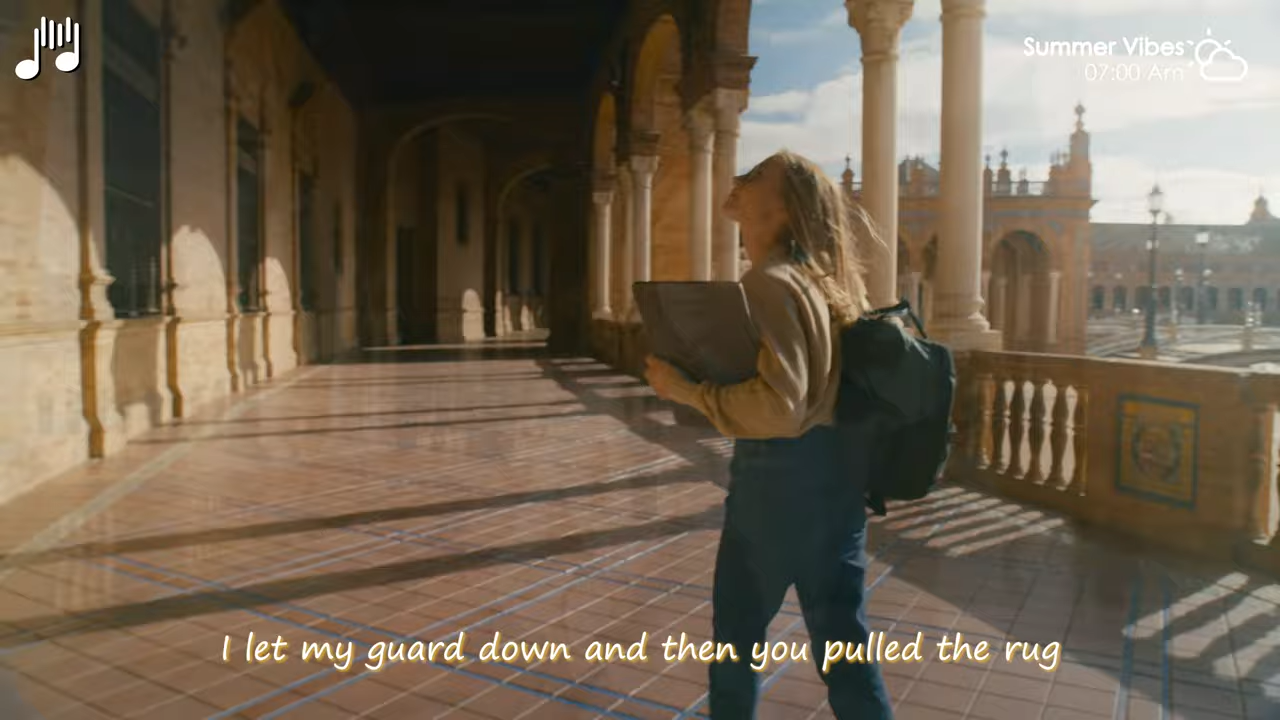 Summer Vibes
07:00 Am
I let my guard down and then you pulled the rug